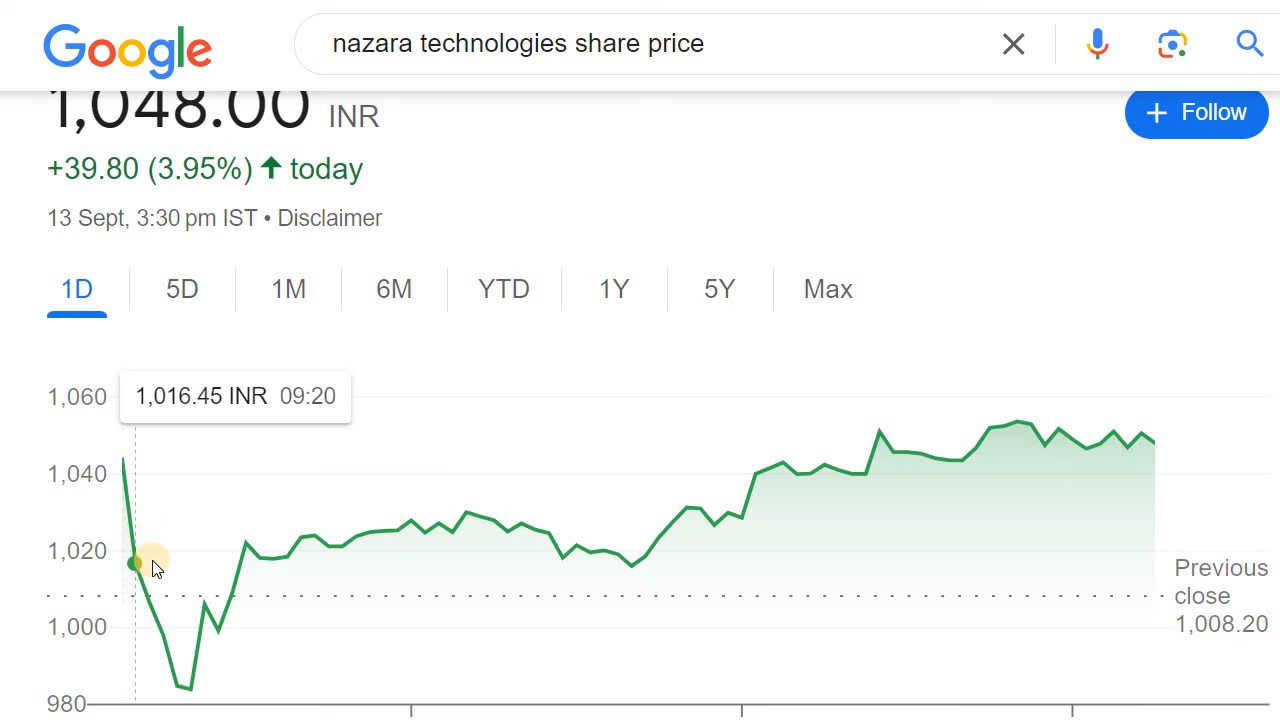 Google
nazara technologies share price
1,048.00 INR
+ Follow
+39.80 (3.95%) ↑ today
13 Sept, 3:30 pm IST • Disclaimer
1D 5D 1M 6M YTD 1Y 5Y Max
1,060
1,016.45 INR 09:20
1,040
1,020
1,000
980
Previous
close
1,008.20